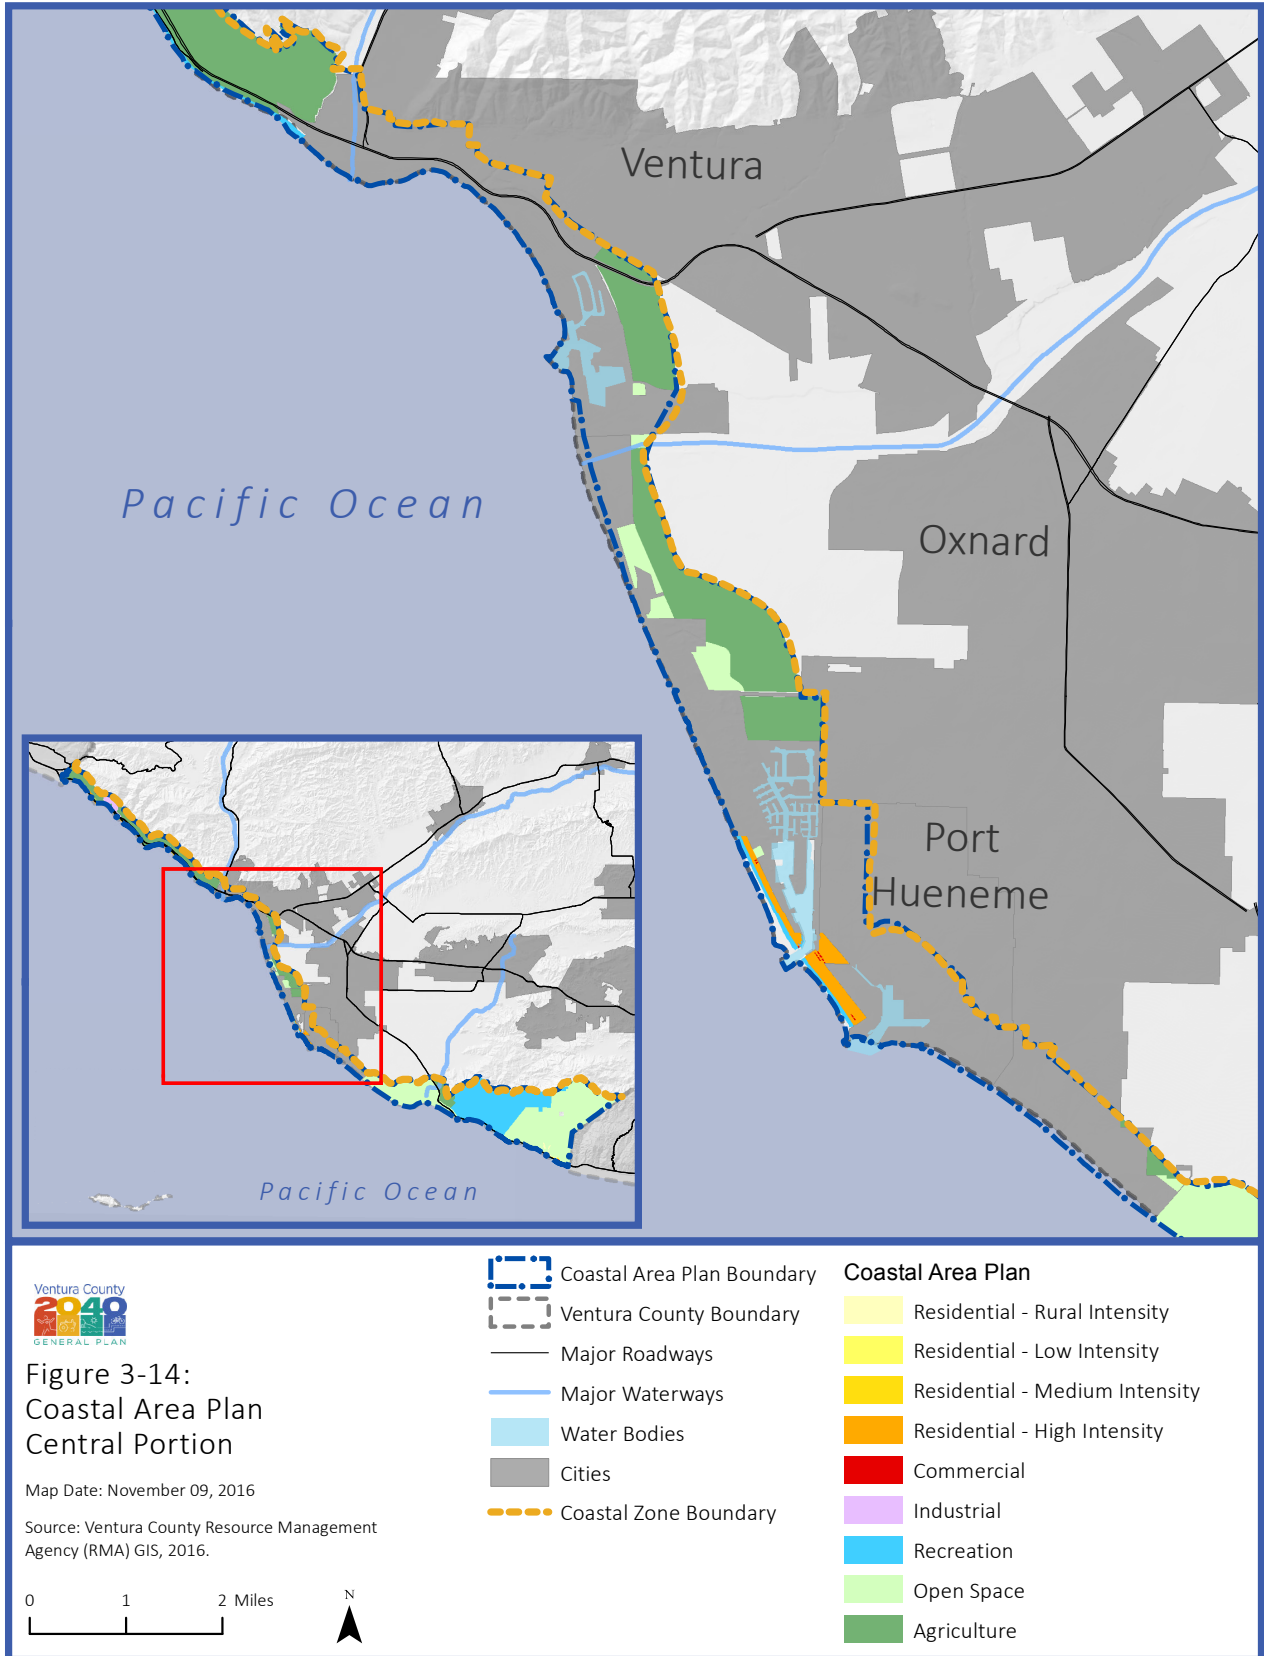 Ventura
Pacific Ocean
Oxnard
Port
Hueneme
Pacific Ocean
Ventura County
2040
GENERAL PLAN
Figure 3-14:
Coastal Area Plan
Central Portion
Map Date: November 09, 2016
Source: Ventura County Resource Management
Agency (RMA) GIS, 2016.
0 1 2 Miles
N
Coastal Area Plan Boundary
Ventura County Boundary
Major Roadways
Major Waterways
Water Bodies
Cities
Coastal Zone Boundary
Coastal Area Plan
Residential - Rural Intensity
Residential - Low Intensity
Residential - Medium Intensity
Residential - High Intensity
Commercial
Industrial
Recreation
Open Space
Agriculture